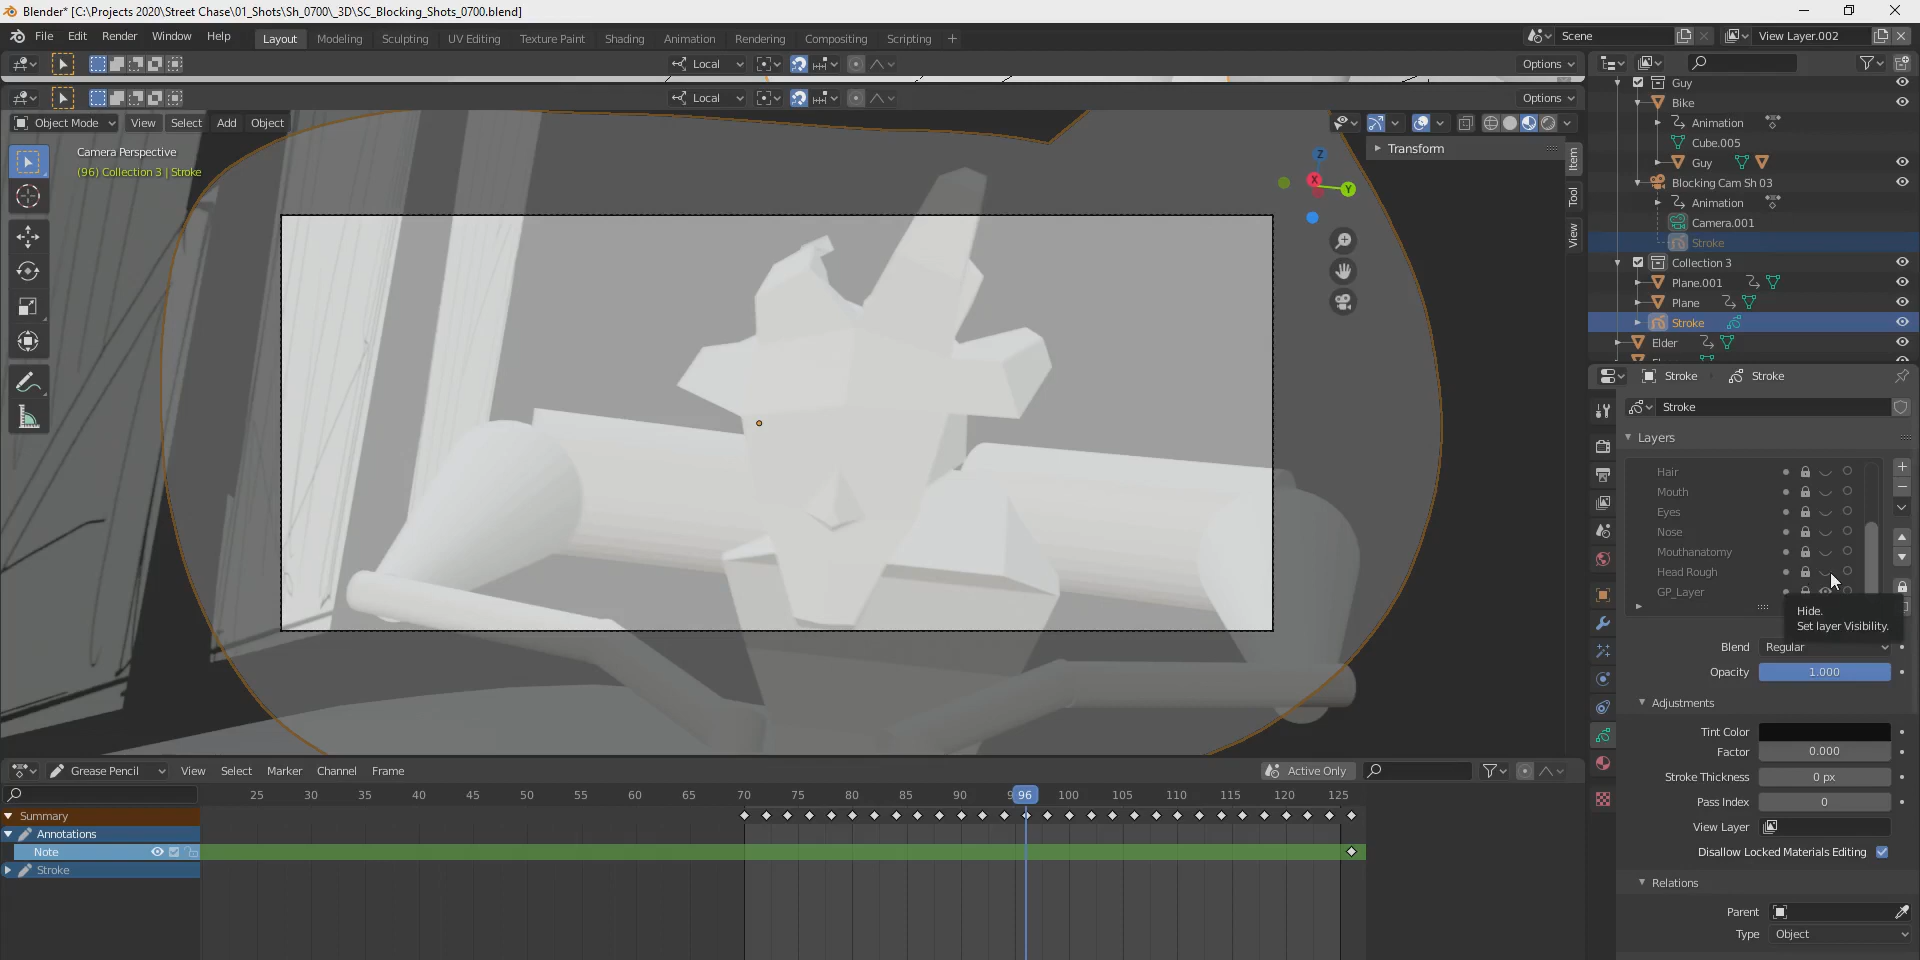 Blender* [C:\Projects 2020\Street Chase\01_Shots\Sh_0700\_3D\SC_Blocking_Shots_0700.blend]
File Edit Render Window Help Layout Modeling Sculpting UV Editing Texture Paint Shading Animation Rendering Compositing Scripting + Scene View Layer.002
Local Options
Local Options
Object Mode View Select Add Object
Camera Perspective
(96) Collection 3 | Stroke
Z
X
Y
Transform
Item
Tool
View
Guy
Bike
Animation
Cube.005
Guy
Blocking Cam Sh 03
Animation
Camera.001
Stroke
Collection 3
Plane.001
Plane
Stroke
Elder
Stroke Stroke
Stroke
Layers
Hair
Mouth
Eyes
Nose
Mouthanatomy
Head Rough
GP_Layer
Hide.
Set layer Visibility.
Blend Regular
Opacity 1.000
Adjustments
Tint Color
Factor 0.000
Stroke Thickness 0 px
Pass Index 0
View Layer
Disallow Locked Materials Editing
Relations
Parent
Type Object
Grease Pencil View Select Marker Channel Frame Active Only
25 30 35 40 45 50 55 60 65 70 75 80 85 90 96 100 105 110 115 120 125
Summary
Annotations
Note
Stroke